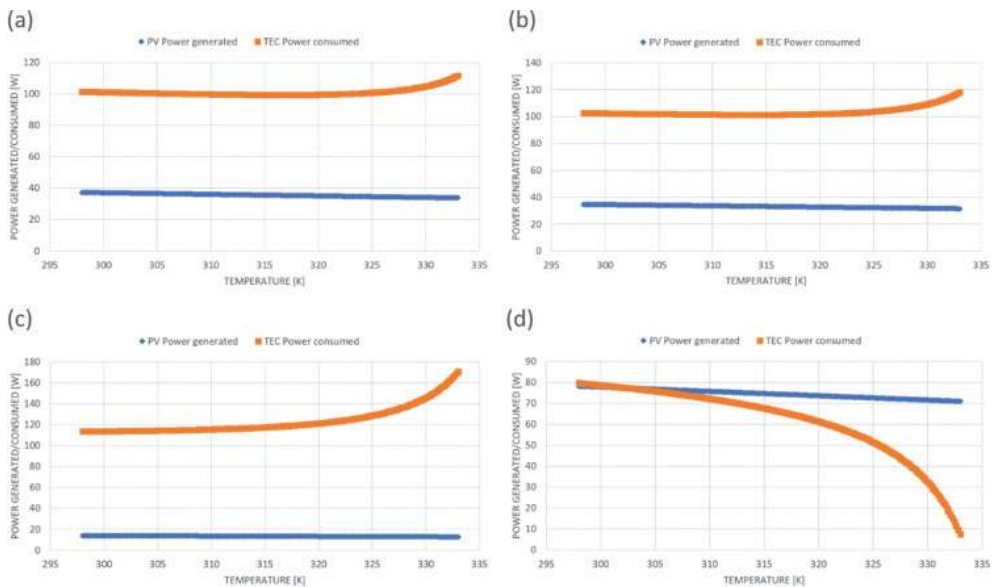 (a)
PV Power generated TEC Power consumed
POWER GENERATED/CONSUMED [W]
120
100
80
60
40
20
0
295 300 305 310 315 320 325 330 335
TEMPERATURE [K]
(b)
PV Power generated TEC Power consumed
POWER GENERATED/CONSUMED [W]
140
120
100
80
60
40
20
0
295 300 305 310 315 320 325 330 335
TEMPERATURE [K]
(c)
PV Power generated TEC Power consumed
POWER GENERATED/CONSUMED [W]
180
160
140
120
100
80
60
40
20
0
295 300 305 310 315 320 325 330 335
TEMPERATURE [K]
(d)
PV Power generated TEC Power consumed
POWER GENERATED/CONSUMED [W]
90
80
70
60
50
40
30
20
10
0
295 300 305 310 315 320 325 330 335
TEMPERATURE [K]